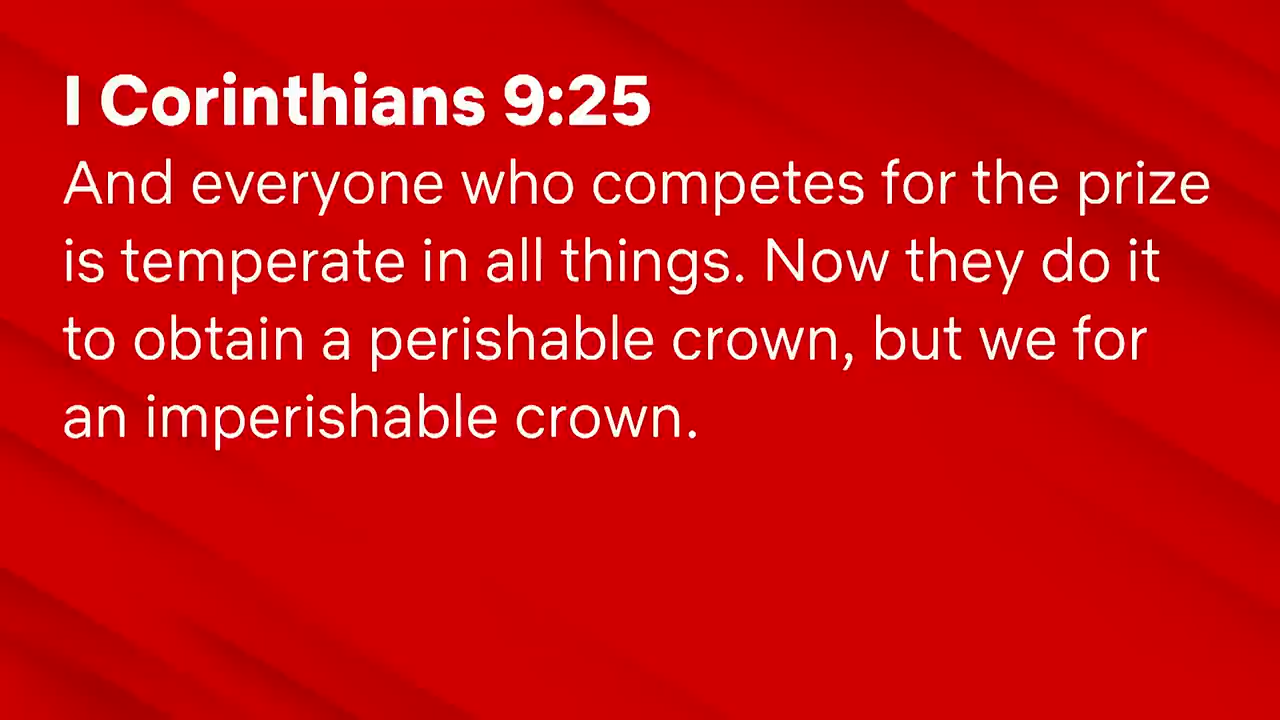 I Corinthians 9:25
And everyone who competes for the prize
is temperate in all things. Now they do it
to obtain a perishable crown, but we for
an imperishable crown.